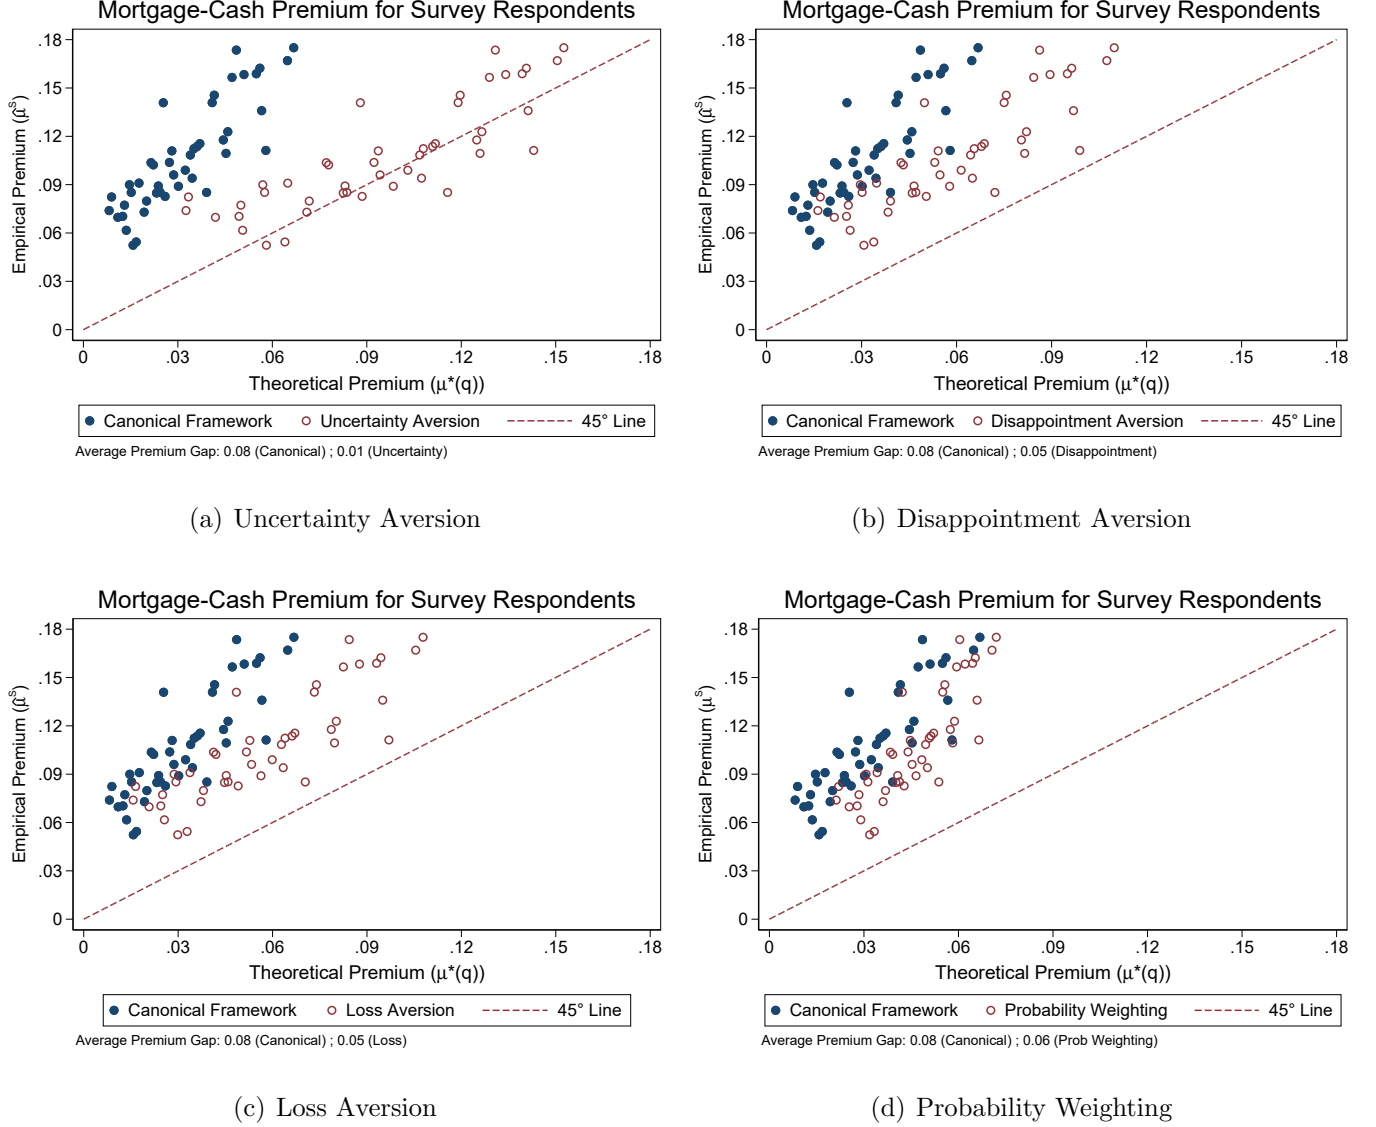 Mortgage-Cash Premium for Survey Respondents
Empirical Premium (μ̂ˢ)
.18
.15
.12
.09
.06
.03
0
0 .03 .06 .09 .12 .15 .18
Theoretical Premium (μ*(q))
Canonical Framework Uncertainty Aversion 45° Line
Average Premium Gap: 0.08 (Canonical) ; 0.01 (Uncertainty)
(a) Uncertainty Aversion
Mortgage-Cash Premium for Survey Respondents
Empirical Premium (μ̂ˢ)
.18
.15
.12
.09
.06
.03
0
0 .03 .06 .09 .12 .15 .18
Theoretical Premium (μ*(q))
Canonical Framework Disappointment Aversion 45° Line
Average Premium Gap: 0.08 (Canonical) ; 0.05 (Disappointment)
(b) Disappointment Aversion
Mortgage-Cash Premium for Survey Respondents
Empirical Premium (μ̂ˢ)
.18
.15
.12
.09
.06
.03
0
0 .03 .06 .09 .12 .15 .18
Theoretical Premium (μ*(q))
Canonical Framework Loss Aversion 45° Line
Average Premium Gap: 0.08 (Canonical) ; 0.05 (Loss)
(c) Loss Aversion
Mortgage-Cash Premium for Survey Respondents
Empirical Premium (μˢ)
.18
.15
.12
.09
.06
.03
0
0 .03 .06 .09 .12 .15 .18
Theoretical Premium (μ*(q))
Canonical Framework Probability Weighting 45° Line
Average Premium Gap: 0.08 (Canonical) ; 0.06 (Prob Weighting)
(d) Probability Weighting